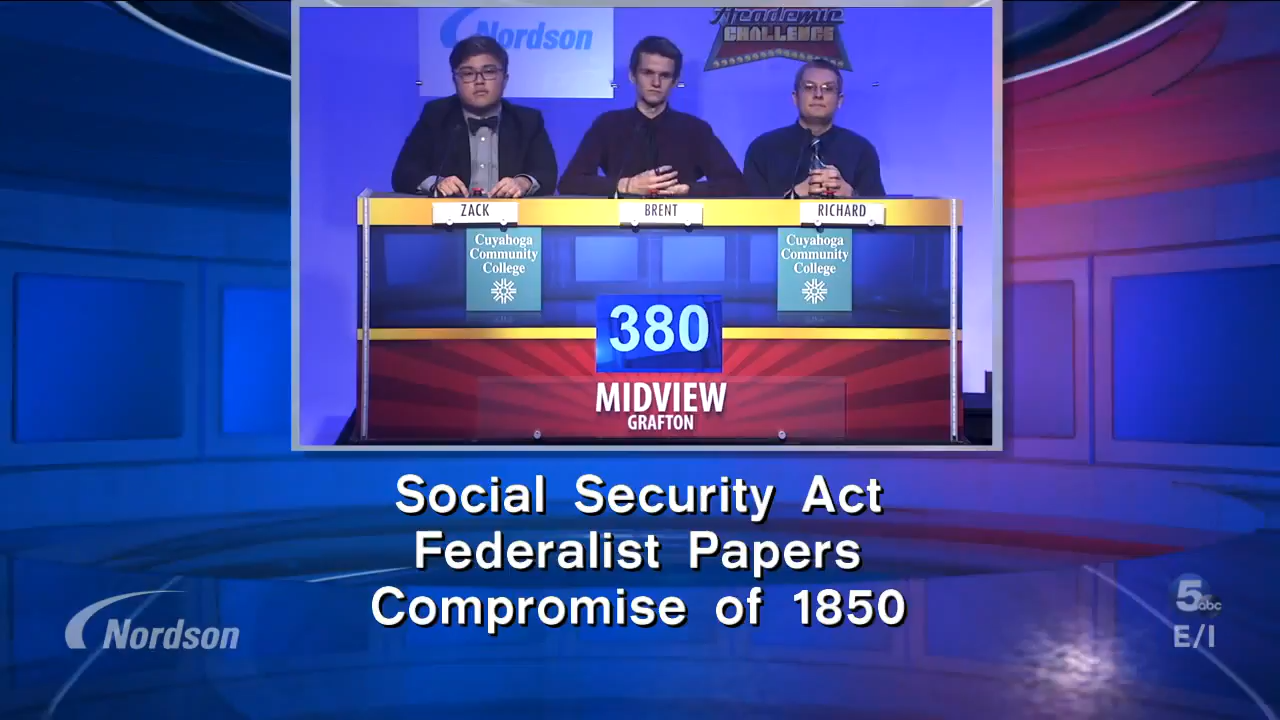 Nordson
Academic
CHALLENGE
ZACK
BRENT
RICHARD
Cuyahoga
Community
College
Cuyahoga
Community
College
380
MIDVIEW
GRAFTON
Social Security Act
Federalist Papers
Compromise of 1850
Nordson
5 abc
E/I